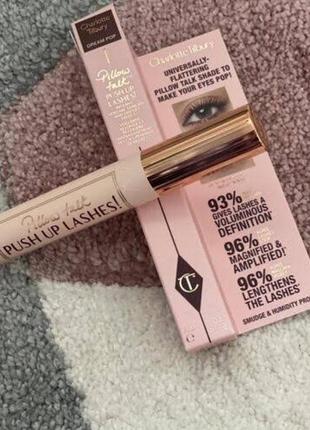 Charlotte Tilbury
DREAM POP
Pillow talk
PUSH UP
LASHES!
Charlotte Tilbury
UNIVERSALLY-
FLATTERING
PILLOW TALK SHADE TO
MAKE YOUR EYES POP!
93%
GIVES LASHES A
VOLUMINOUS
DEFINITION*
96%
MAGNIFIED &
AMPLIFIED!*
96%
LENGTHENS
THE LASHES*
SMUDGE & HUMIDITY PRO
CT
Pillow talk
PUSH UP LASHES!